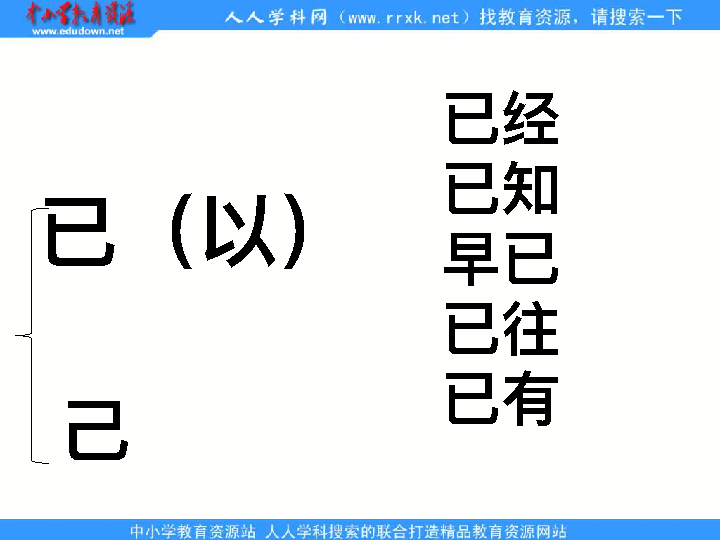 中小学教育资源
www.edudown.net
人人学科网（www.rrxk.net）找教育资源，请搜索一下
已（以）
己
已经
已知
早已
已往
已有
中小学教育资源站 人人学科搜索的联合打造精品教育资源网站